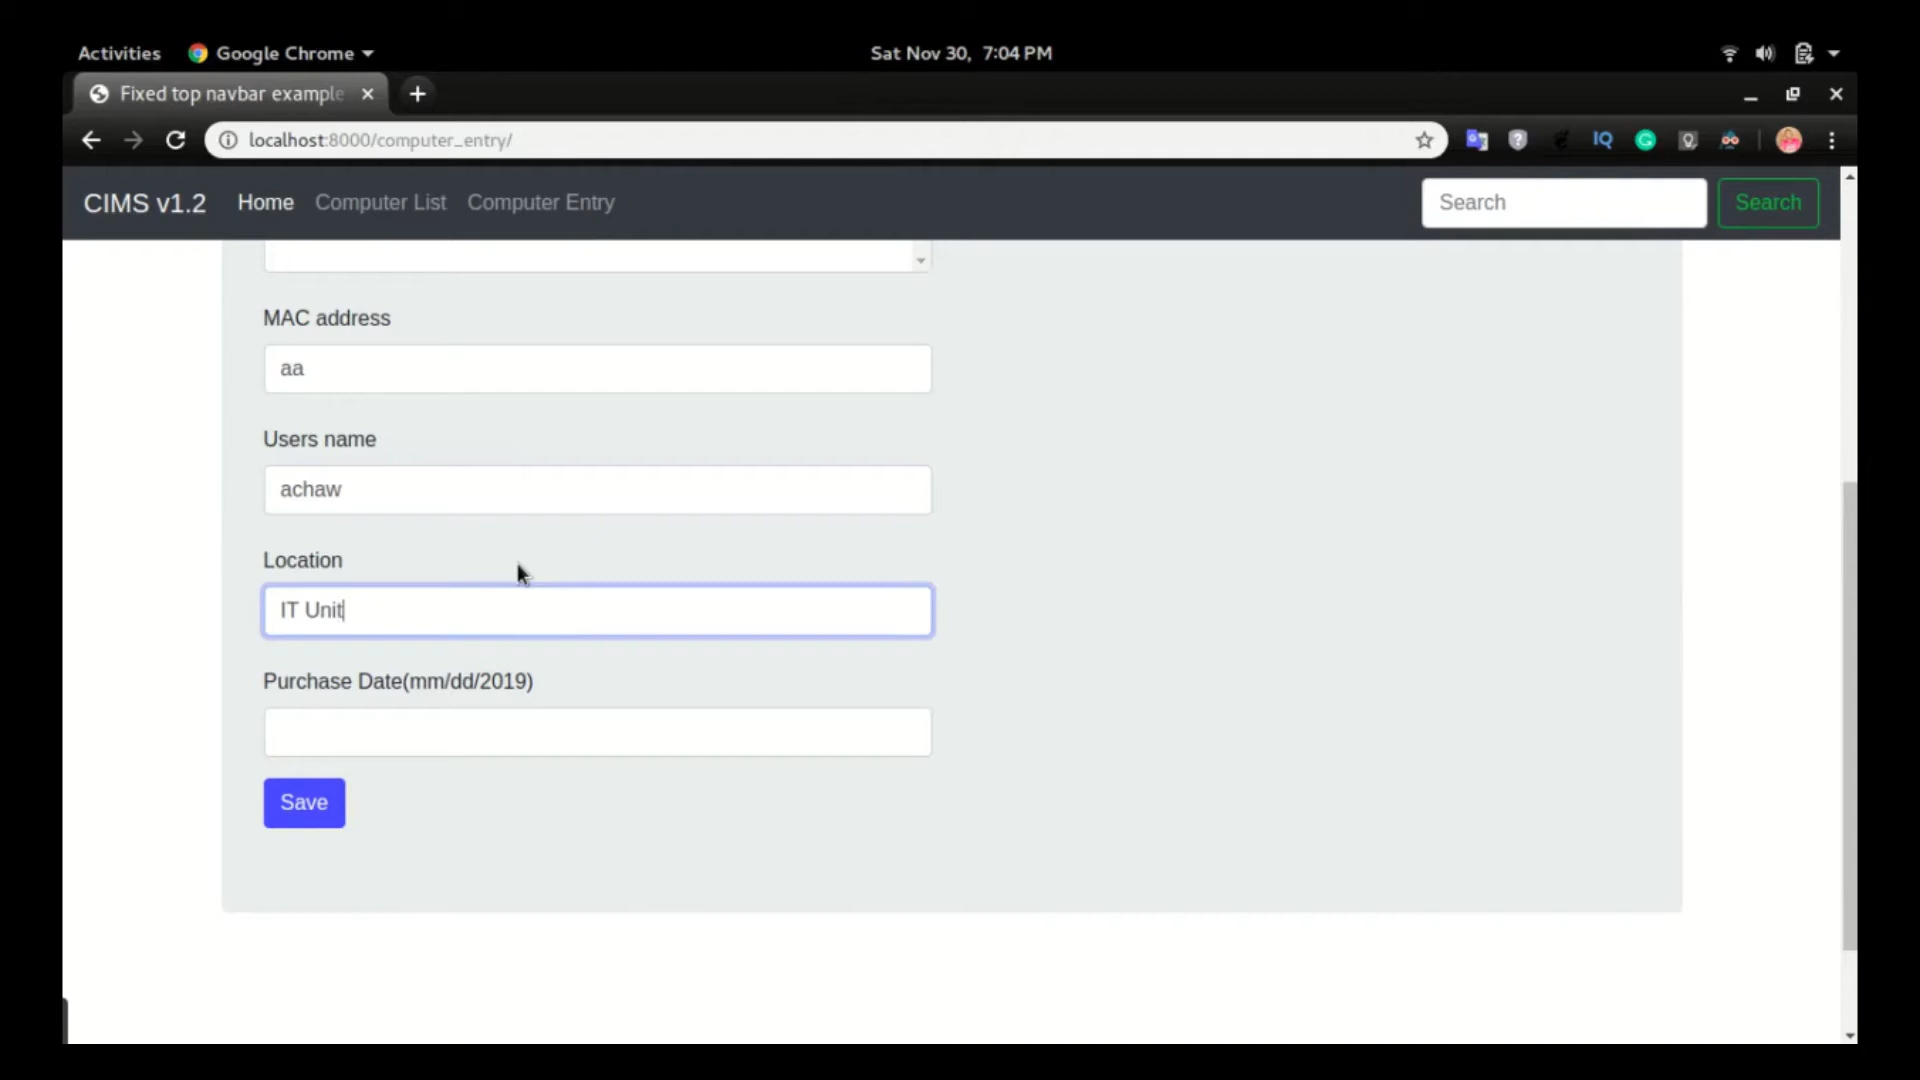 Activities Google Chrome Sat Nov 30, 7:04 PM
Fixed top navbar example
localhost:8000/computer_entry/
CIMS v1.2 Home Computer List Computer Entry Search Search
MAC address
aa
Users name
achaw
Location
IT Unit
Purchase Date(mm/dd/2019)
Save